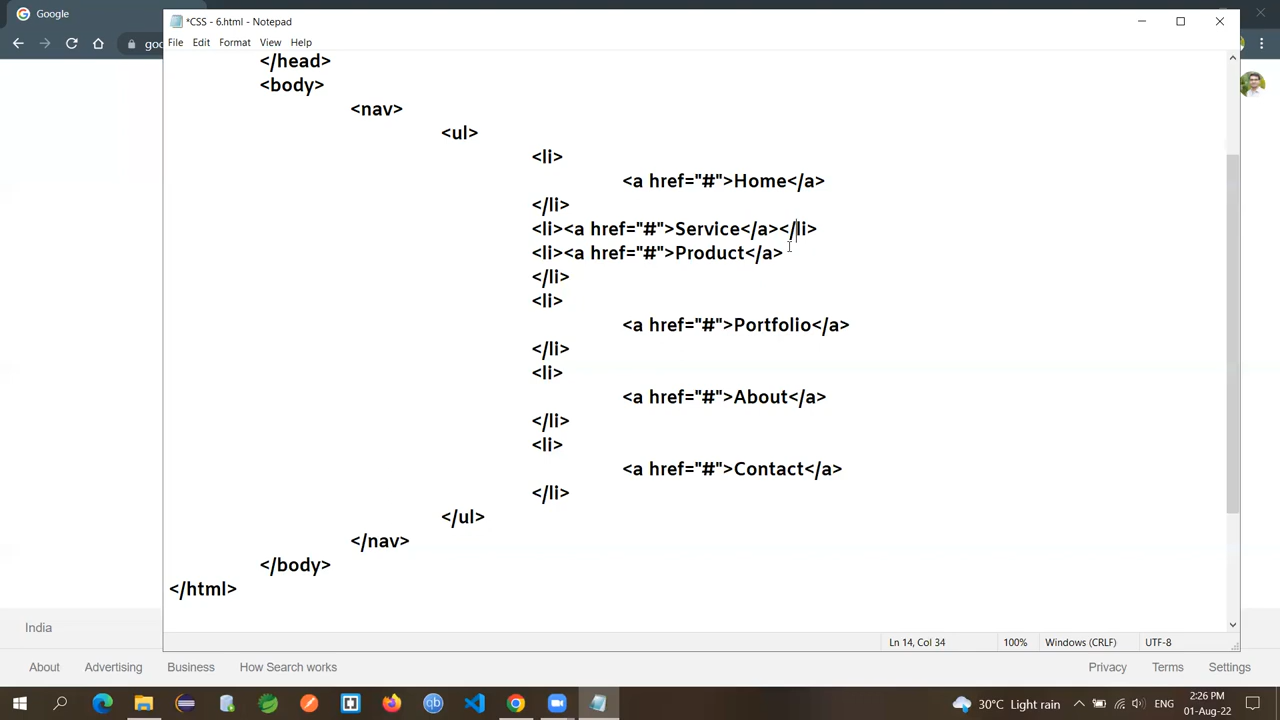 Google
*CSS - 6.html - Notepad
goo
File Edit Format View Help
</head>
<body>
<nav>
<ul>
<li>
<a href="#">Home</a>
</li>
<li><a href="#">Service</a></li>
<li><a href="#">Product</a>
</li>
<li>
<a href="#">Portfolio</a>
</li>
<li>
<a href="#">About</a>
</li>
<li>
<a href="#">Contact</a>
</li>
</ul>
</nav>
</body>
</html>
India
Ln 14, Col 34 100% Windows (CRLF) UTF-8
About Advertising Business How Search works Privacy Terms Settings
qb
30°C Light rain ENG 2:26 PM
01-Aug-22